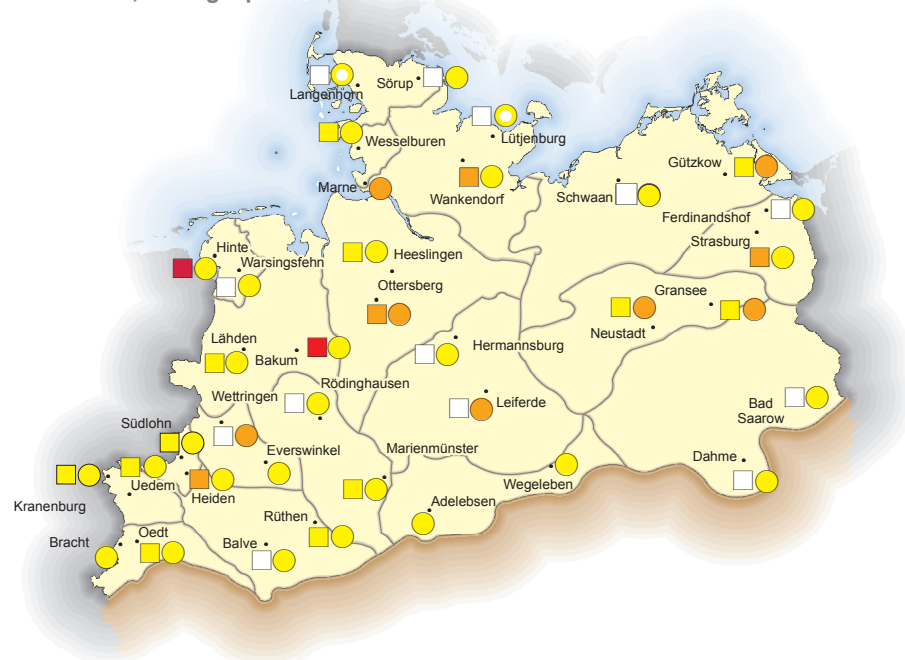 Sörup
Langenhorn
Lütjenburg
Wesselburen
Gützkow
Marne
Wankendorf
Schwaan
Ferdinandshof
Strasburg
Hinte
Warsingsfehn
Heeslingen
Ottersberg
Gransee
Neustadt
Lähden
Bakum
Hermannsburg
Rödinghausen
Wettringen
Leiferde
Bad
Saarow
Südlohn
Everswinkel
Marienmünster
Dahme
Uedem
Heiden
Wegeleben
Kranenburg
Adelebsen
Rüthen
Oedt
Bracht
Balve